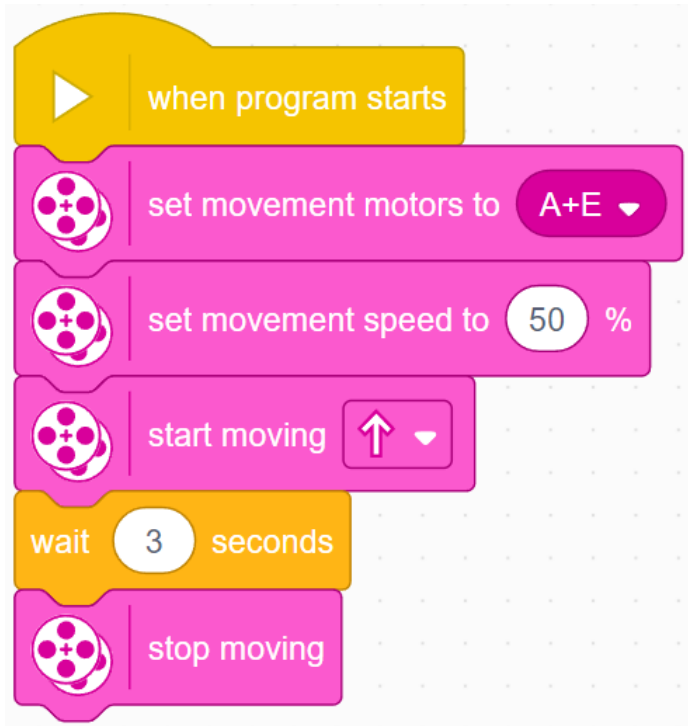 when program starts
set movement motors to A+E
set movement speed to 50 %
start moving
wait 3 seconds
stop moving